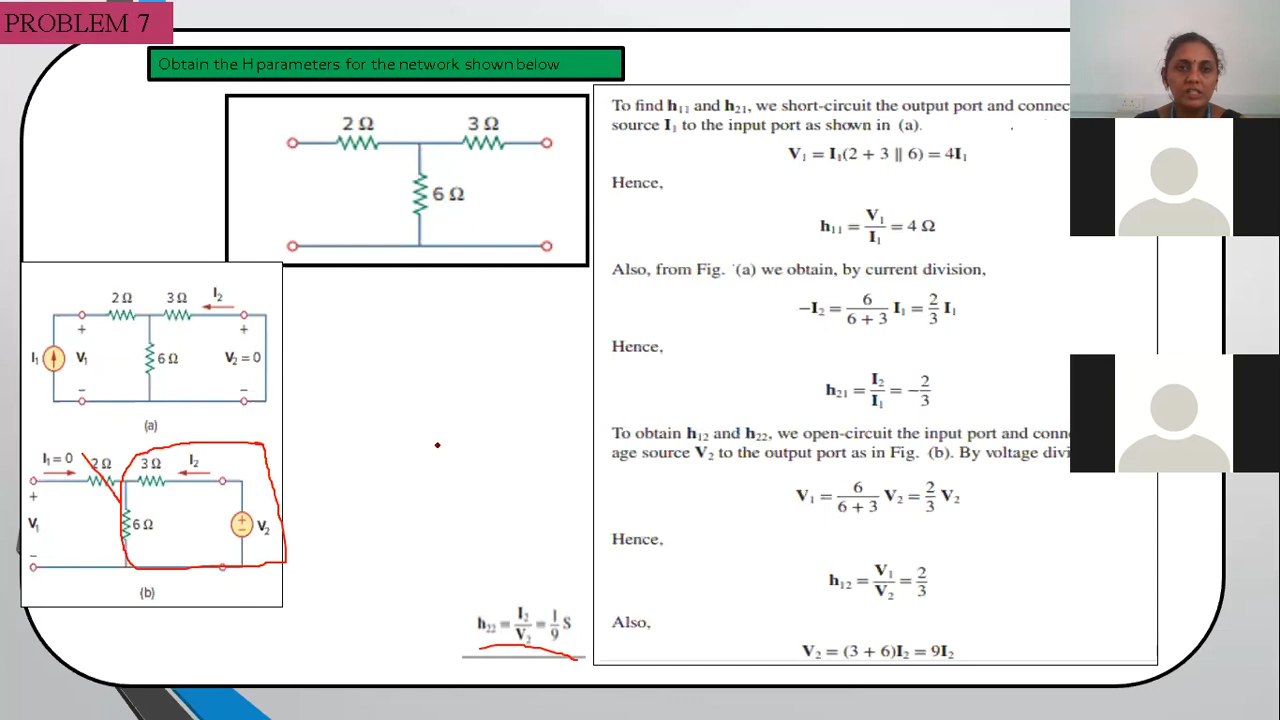 PROBLEM 7
Obtain the H parameters for the network shown below
2 Ω
3 Ω
6 Ω
2 Ω
3 Ω
I₂
+
+
I₁
V₁
6 Ω
V₂ = 0
−
−
(a)
I₁ = 0
2 Ω
3 Ω
I₂
+
V₁
6 Ω
+
−
V₂
−
(b)
h₂₂ = I₂/V₂ = 1/9 S
To find h₁₁ and h₂₁, we short-circuit the output port and connec
source I₁ to the input port as shown in (a).
V₁ = I₁(2 + 3 || 6) = 4I₁
Hence,
h₁₁ = V₁/I₁ = 4 Ω
Also, from Fig. (a) we obtain, by current division,
−I₂ = 6/(6 + 3) I₁ = 2/3 I₁
Hence,
h₂₁ = I₂/I₁ = −2/3
To obtain h₁₂ and h₂₂, we open-circuit the input port and conn
age source V₂ to the output port as in Fig. (b). By voltage divi
V₁ = 6/(6 + 3) V₂ = 2/3 V₂
Hence,
h₁₂ = V₁/V₂ = 2/3
Also,
V₂ = (3 + 6)I₂ = 9I₂